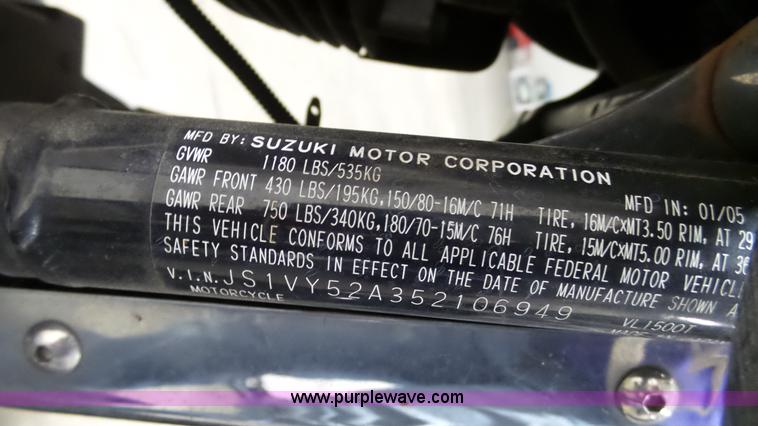 MFD BY: SUZUKI MOTOR CORPORATION
GVWR 1180 LBS/535KG MFD IN: 01/05
GAWR FRONT 430 LBS/195KG,150/80-16M/C 71H TIRE, 16M/C×MT3.50 RIM, AT 29
GAWR REAR 750 LBS/340KG,180/70-15M/C 76H TIRE, 15M/C×MT5.00 RIM, AT 36
THIS VEHICLE CONFORMS TO ALL APPLICABLE FEDERAL MOTOR VEHICL
SAFETY STANDARDS IN EFFECT ON THE DATE OF MANUFACTURE SHOWN A
V.I.N. JS1VY52A352106949
MOTORCYCLE VL1500T
www.purplewave.com